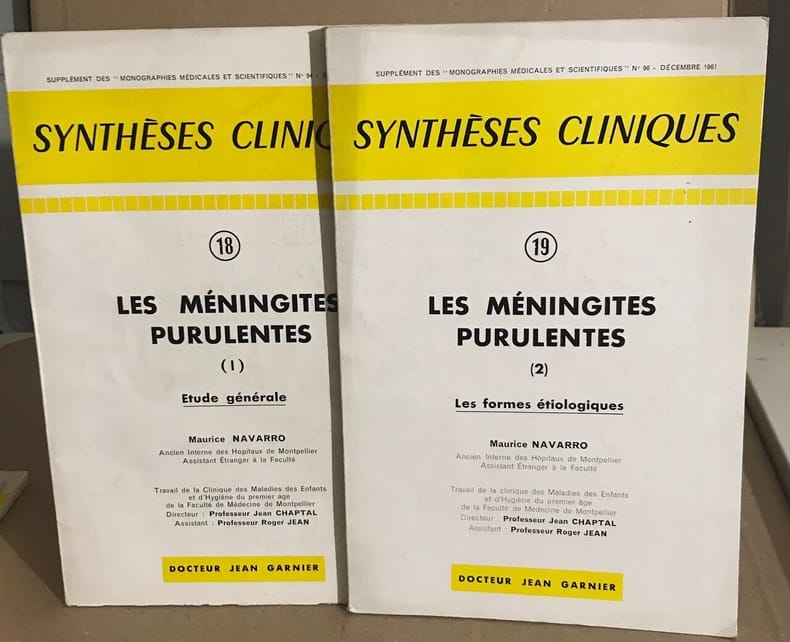 SUPPLÉMENT DES "MONOGRAPHIES MÉDICALES ET SCIENTIFIQUES" No 94 -
SYNTHÈSES CLINIQ
18
LES MÉNINGITES
PURULENTES
(1)
Etude générale
Maurice NAVARRO
Ancien Interne des Hopitaux de Montpellier
Assistant Étranger à la Faculté
Travail de la Clinique des Maladies des Enfants
et d'Hygiène du premier age
de la Faculté de Médecine de Montpellier
Directeur : Professeur Jean CHAPTAL
Assistant : Professeur Roger JEAN
DOCTEUR JEAN GARNIER
SUPPLÉMENT DES "MONOGRAPHIES MÉDICALES ET SCIENTIFIQUES" No 96 - DÉCEMBRE 1961
SYNTHÈSES CLINIQUES
19
LES MÉNINGITES
PURULENTES
(2)
Les formes étiologiques
Maurice NAVARRO
Ancien Interne des Hôpitaux de Montpellier
Assistant Étranger à la Faculté
Travail de la clinique des Maladies des Enfants
et d'Hygiène du premier âge
de la Faculté de Médecine de Montpellier
Directeur : Professeur Jean CHAPTAL
Assistant : Professeur Roger JEAN
DOCTEUR JEAN GARNIER